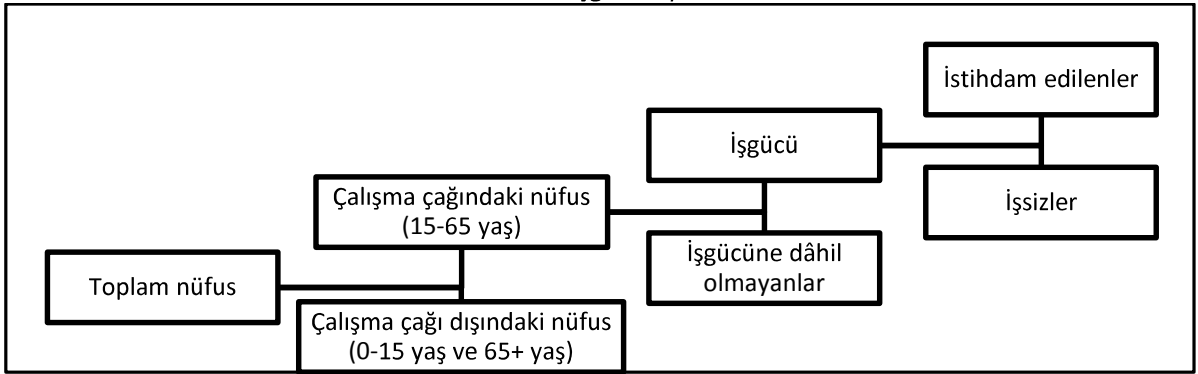 İstihdam edilenler
İşgücü
İşsizler
Çalışma çağındaki nüfus
(15-65 yaş)
İşgücüne dâhil
olmayanlar
Toplam nüfus
Çalışma çağı dışındaki nüfus
(0-15 yaş ve 65+ yaş)